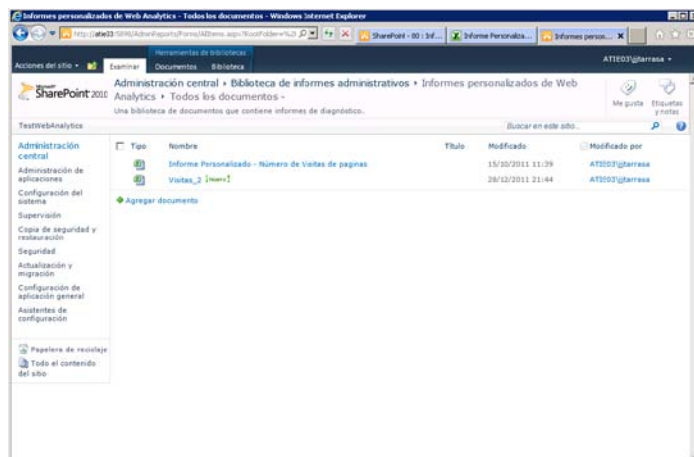 Informes personalizados de Web Analytics - Todos los documentos - Windows Internet Explorer
SharePoint - 80 : Inf...
Informe Personaliza...
Informes person...
Herramientas de bibliotecas
Acciones del sitio
Examinar
Documentos
Biblioteca
ATIE03\jjtarrasa
SharePoint 2010
Administración central
Biblioteca de informes administrativos
Informes personalizados de Web
Analytics
Todos los documentos
Una biblioteca de documentos que contiene informes de diagnóstico.
Me gusta
Etiquetas
y notas
TestWebAnalytics
Buscar en este sitio...
Administración
central
Administración de
aplicaciones
Configuración del
sistema
Supervisión
Copia de seguridad y
restauración
Seguridad
Actualización y
migración
Configuración de
aplicación general
Asistentes de
configuración
Papelera de reciclaje
Todo el contenido
del sitio
Tipo Nombre Título Modificado Modificado por
Informe Personalizado - Número de Visitas de paginas 15/10/2011 11:39 ATIE03\jjtarrasa
Visitas_2 28/12/2011 21:44 ATIE03\jjtarrasa
Agregar documento